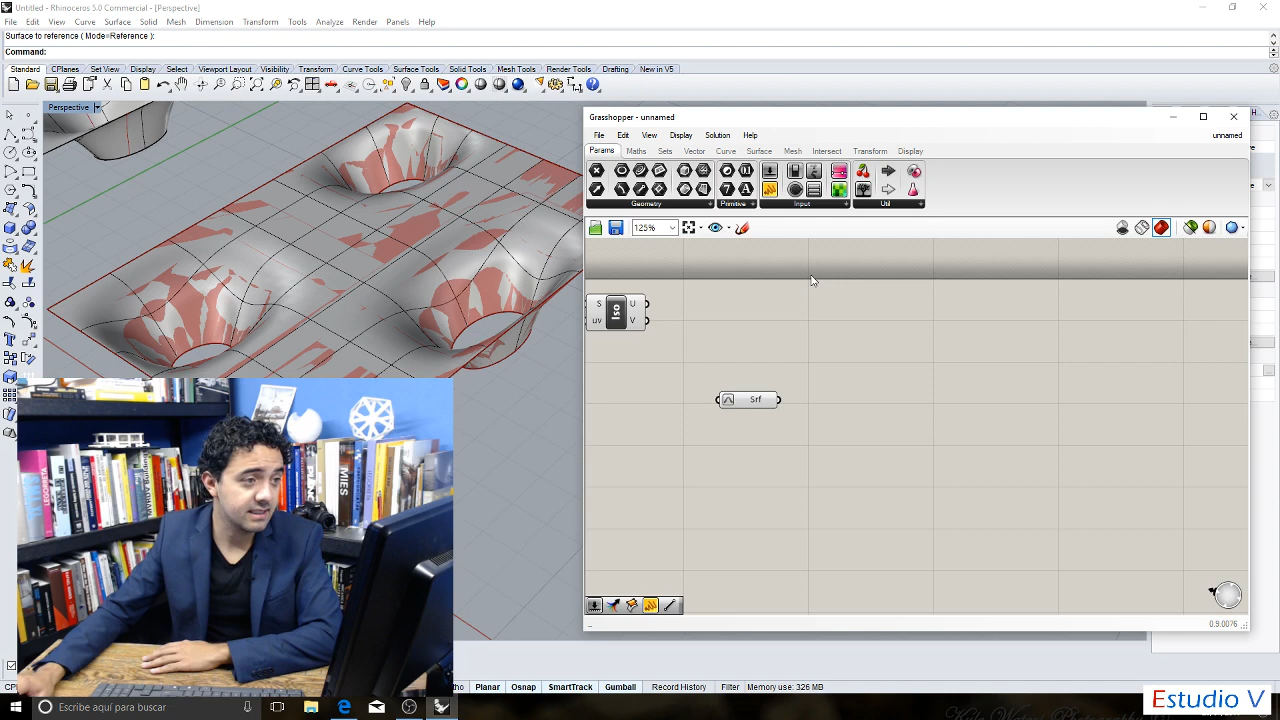 Untitled - Rhinoceros 5.0 Commercial - [Perspective]
File Edit View Curve Surface Solid Mesh Dimension Transform Tools Analyze Render Panels Help
Surface to reference ( Mode=Reference ):
Command:
Standard CPlanes Set View Display Select Viewport Layout Visibility Transform Curve Tools Surface Tools Solid Tools Mesh Tools Render Tools Drafting New in V5
Perspective
Grasshopper - unnamed
File Edit View Display Solution Help unnamed
Params Maths Sets Vector Curve Surface Mesh Intersect Transform Display
Geometry Primitive Input Util
125%
S Iso U
uv V
Srf
MIES
0.9.0076
Planar Osnap SmartTrack Gumball Record History Filter Memory use: 326 MB
Escribe aquí para buscar
Estudio V